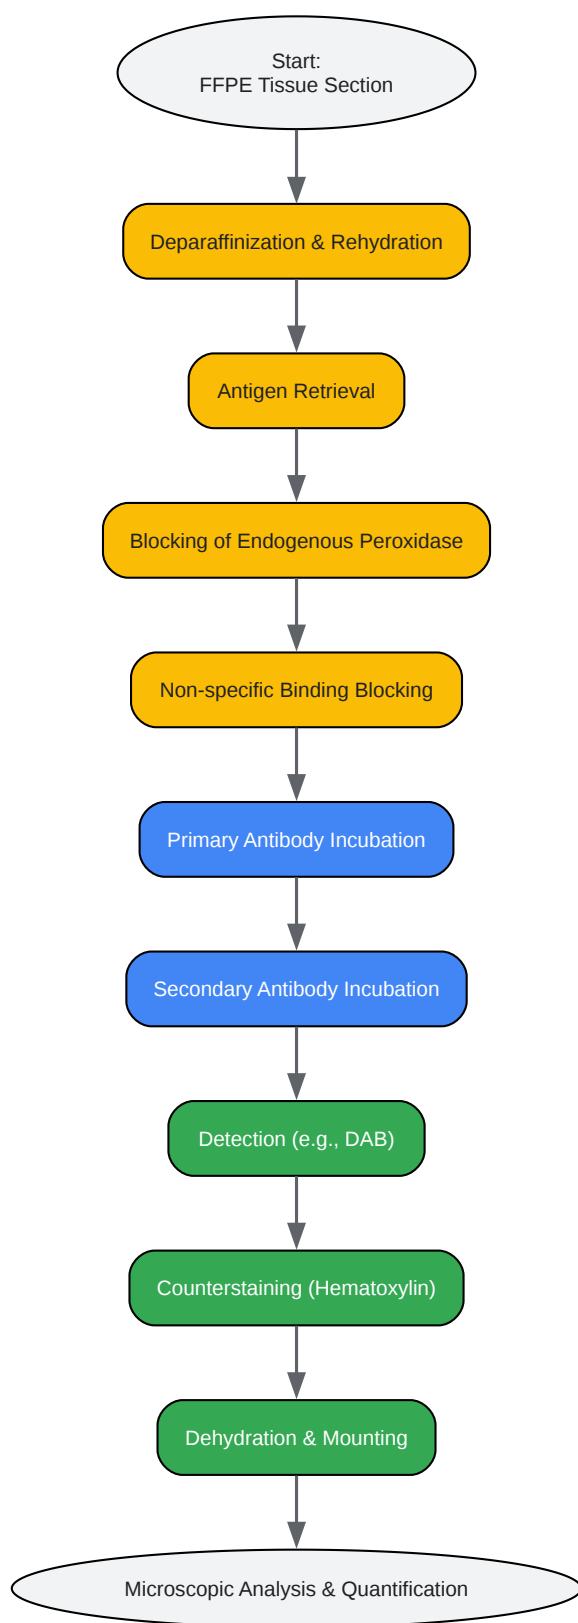 Start:
FFPE Tissue Section
Deparaffinization & Rehydration
Antigen Retrieval
Blocking of Endogenous Peroxidase
Non-specific Binding Blocking
Primary Antibody Incubation
Secondary Antibody Incubation
Detection (e.g., DAB)
Counterstaining (Hematoxylin)
Dehydration & Mounting
Microscopic Analysis & Quantification